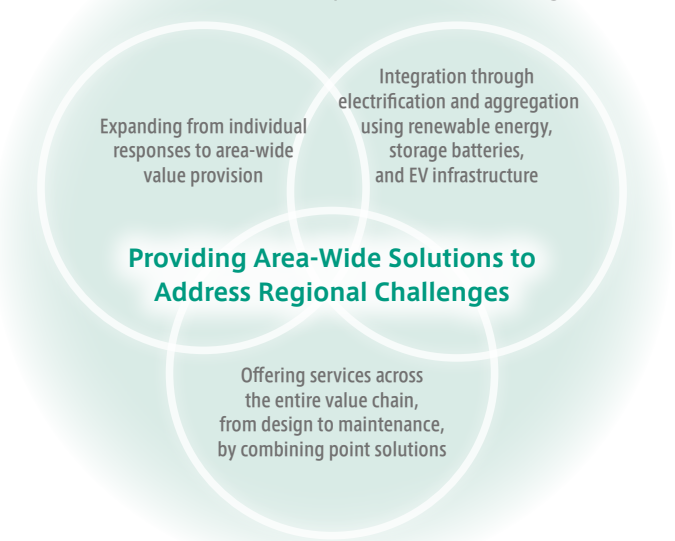 Expanding from individual
responses to area-wide
value provision
Integration through
electrification and aggregation
using renewable energy,
storage batteries,
and EV infrastructure
Providing Area-Wide Solutions to
Address Regional Challenges
Offering services across
the entire value chain,
from design to maintenance,
by combining point solutions